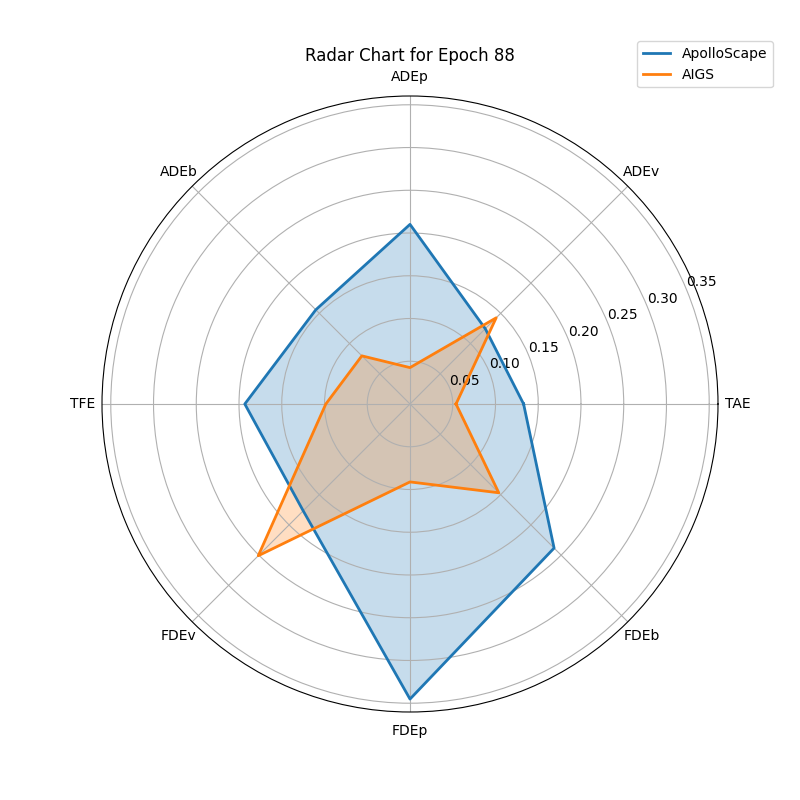 Radar Chart for Epoch 88
ApolloScape
AIGS
ADEp
ADEb
ADEv
0.35
0.30
0.25
0.20
0.15
0.10
0.05
TFE
TAE
FDEv
FDEb
FDEp